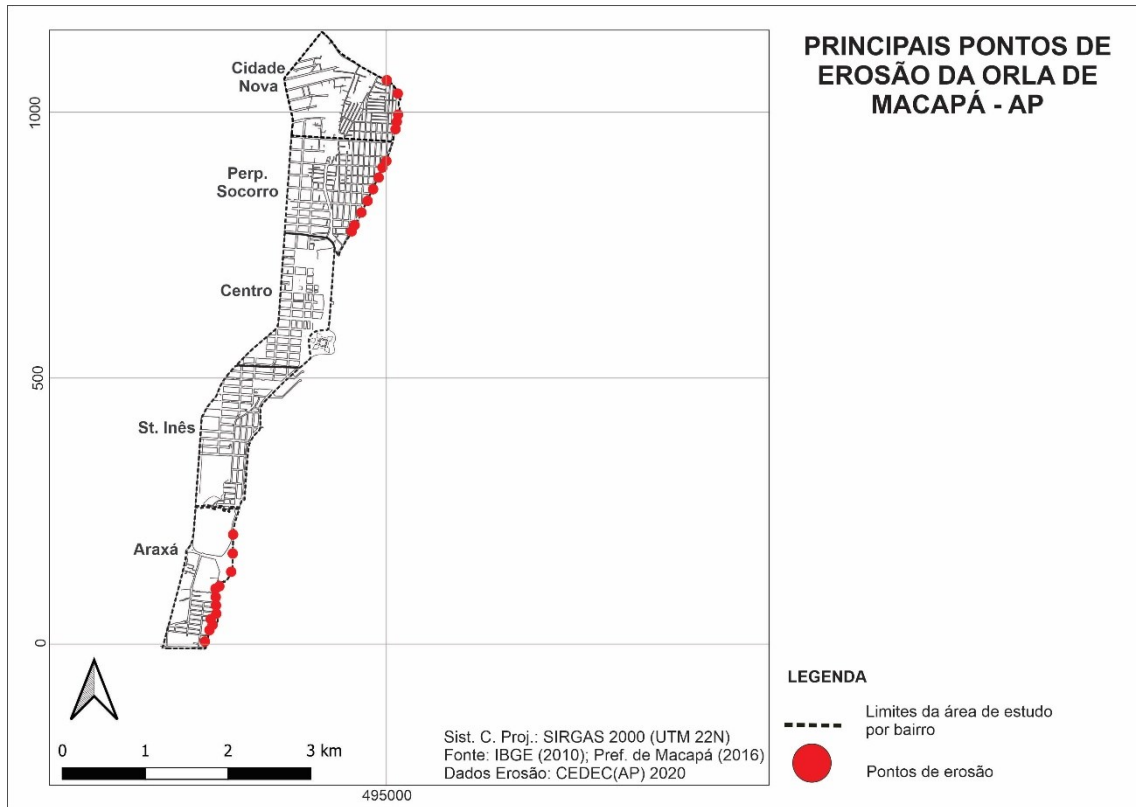 PRINCIPAIS PONTOS DE
EROSÃO DA ORLA DE
MACAPÁ - AP
Cidade
Nova
1000
Perp.
Socorro
Centro
500
St. Inês
Araxá
0
LEGENDA
Limites da área de estudo
por bairro
Pontos de erosão
Sist. C. Proj.: SIRGAS 2000 (UTM 22N)
Fonte: IBGE (2010); Pref. de Macapá (2016)
Dados Erosão: CEDEC(AP) 2020
0 1 2 3 km
495000